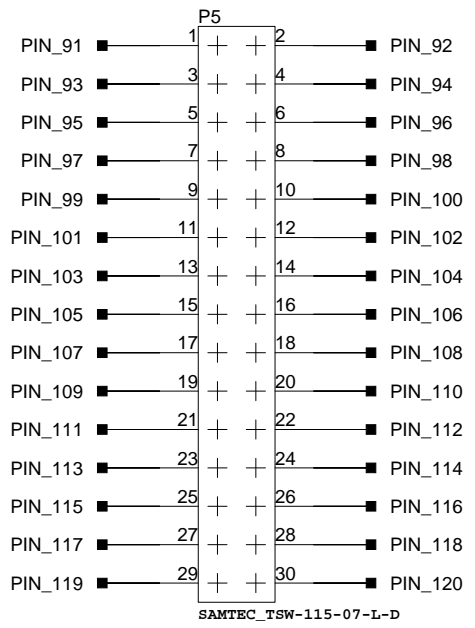 P5
PIN_91 1 2 PIN_92
PIN_93 3 4 PIN_94
PIN_95 5 6 PIN_96
PIN_97 7 8 PIN_98
PIN_99 9 10 PIN_100
PIN_101 11 12 PIN_102
PIN_103 13 14 PIN_104
PIN_105 15 16 PIN_106
PIN_107 17 18 PIN_108
PIN_109 19 20 PIN_110
PIN_111 21 22 PIN_112
PIN_113 23 24 PIN_114
PIN_115 25 26 PIN_116
PIN_117 27 28 PIN_118
PIN_119 29 30 PIN_120
SAMTEC_TSW-115-07-L-D